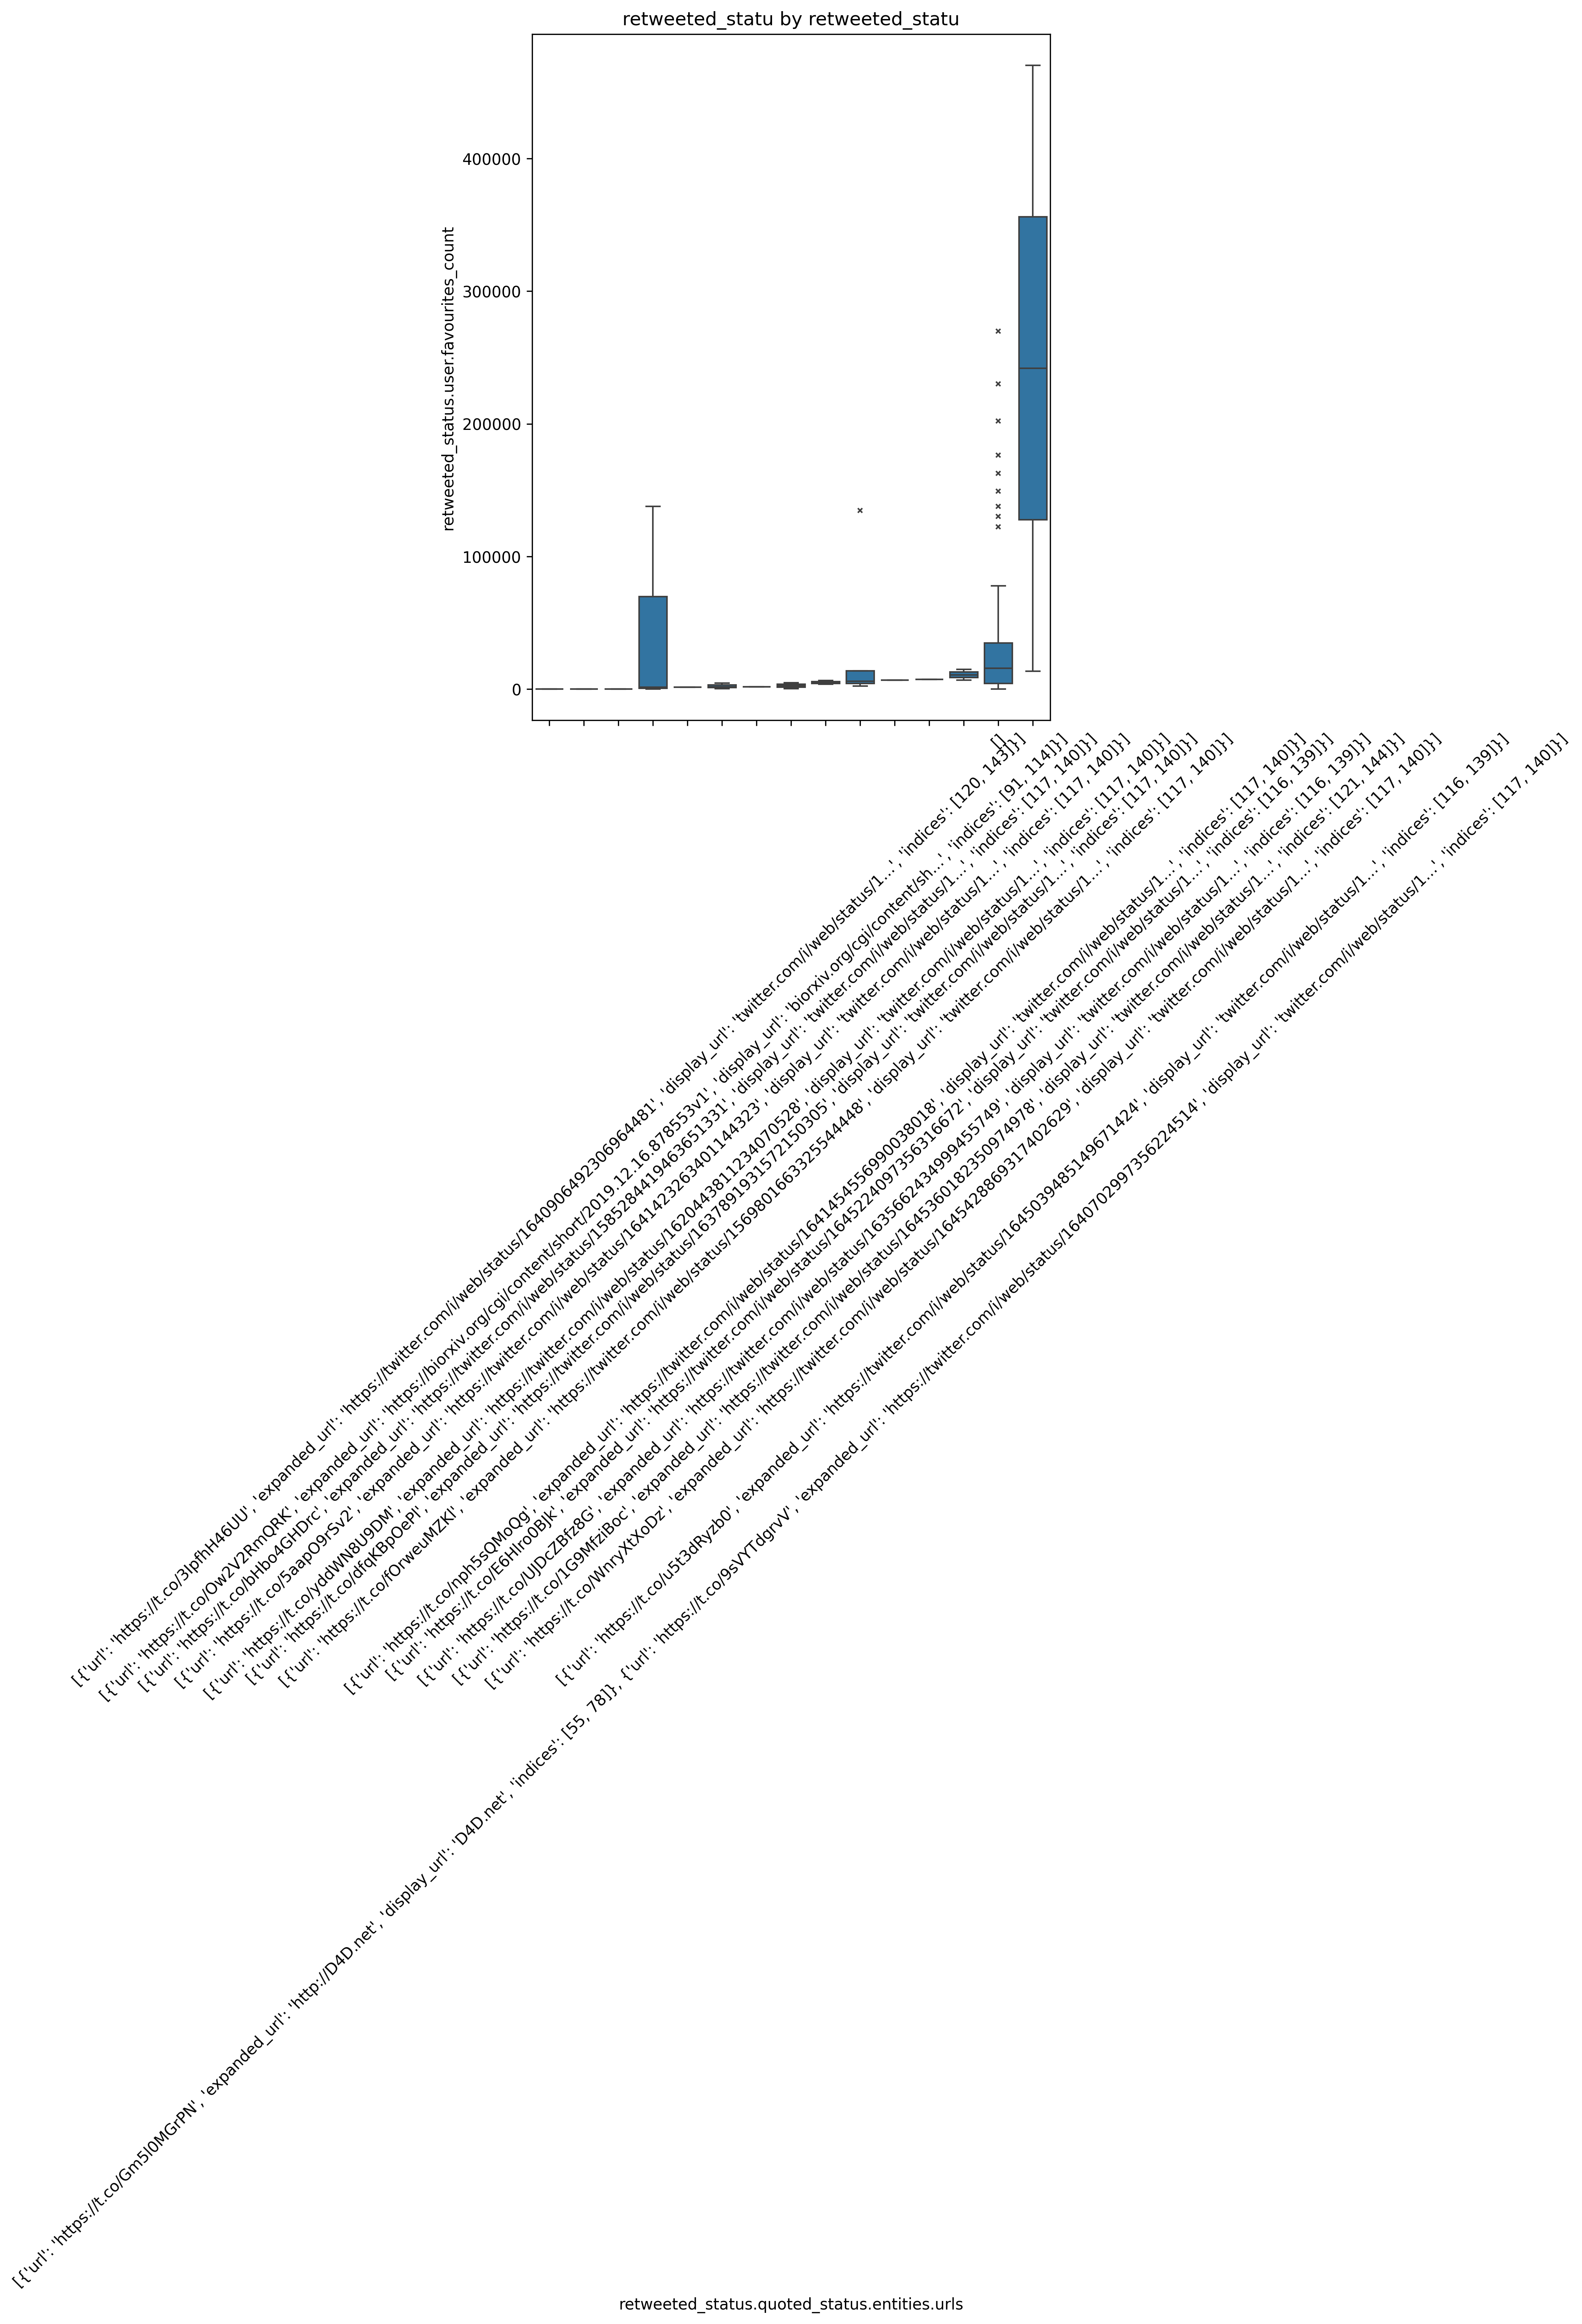 retweeted_statu by retweeted_statu
retweeted_status.user.favourites_count
400000
300000
200000
100000
0
[{'url': 'https://t.co/3lpfhH46UU', 'expanded_url': 'https://twitter.com/i/web/status/1640906492306964481', 'display_url': 'twitter.com/i/web/status/1…', 'indices': [120, 143]}]
[{'url': 'https://t.co/Ow2V2RmQRK', 'expanded_url': 'https://biorxiv.org/cgi/content/short/2019.12.16.878553v1', 'display_url': 'biorxiv.org/cgi/content/sh…', 'indices': [91, 114]}]
[{'url': 'https://t.co/bHbo4GHDrc', 'expanded_url': 'https://twitter.com/i/web/status/1585284419463651331', 'display_url': 'twitter.com/i/web/status/1…', 'indices': [117, 140]}]
[{'url': 'https://t.co/5aapO9rSv2', 'expanded_url': 'https://twitter.com/i/web/status/1641423263401144323', 'display_url': 'twitter.com/i/web/status/1…', 'indices': [117, 140]}]
[{'url': 'https://t.co/yddWN8U9DM', 'expanded_url': 'https://twitter.com/i/web/status/1620443811234070528', 'display_url': 'twitter.com/i/web/status/1…', 'indices': [117, 140]}]
[{'url': 'https://t.co/dfqKBpOePl', 'expanded_url': 'https://twitter.com/i/web/status/1637891931572150305', 'display_url': 'twitter.com/i/web/status/1…', 'indices': [117, 140]}]
[{'url': 'https://t.co/fOrweuMZKl', 'expanded_url': 'https://twitter.com/i/web/status/1569801663325544448', 'display_url': 'twitter.com/i/web/status/1…', 'indices': [117, 140]}]
[{'url': 'https://t.co/Gm5l0MGrPN', 'expanded_url': 'http://D4D.net', 'display_url': 'D4D.net', 'indices': [55, 78]}, {'url': 'https://t.co/9sVYTdgrvV', 'expanded_url': 'https://twitter.com/i/web/status/1640702997356224514', 'display_url': 'twitter.com/i/web/status/1…', 'indices': [117, 140]}]
[{'url': 'https://t.co/nph5sQMoQg', 'expanded_url': 'https://twitter.com/i/web/status/1641454556990038018', 'display_url': 'twitter.com/i/web/status/1…', 'indices': [117, 140]}]
[{'url': 'https://t.co/E6Hlro0BJk', 'expanded_url': 'https://twitter.com/i/web/status/1645224097356316672', 'display_url': 'twitter.com/i/web/status/1…', 'indices': [116, 139]}]
[{'url': 'https://t.co/UJDcZBfz8G', 'expanded_url': 'https://twitter.com/i/web/status/1635662434999455749', 'display_url': 'twitter.com/i/web/status/1…', 'indices': [116, 139]}]
[{'url': 'https://t.co/1G9MfziBoc', 'expanded_url': 'https://twitter.com/i/web/status/1645360182350974978', 'display_url': 'twitter.com/i/web/status/1…', 'indices': [121, 144]}]
[{'url': 'https://t.co/WnryXtXoDz', 'expanded_url': 'https://twitter.com/i/web/status/1645428869317402629', 'display_url': 'twitter.com/i/web/status/1…', 'indices': [117, 140]}]
[]
[{'url': 'https://t.co/u5t3dRyzb0', 'expanded_url': 'https://twitter.com/i/web/status/1645039485149671424', 'display_url': 'twitter.com/i/web/status/1…', 'indices': [116, 139]}]
retweeted_status.quoted_status.entities.urls